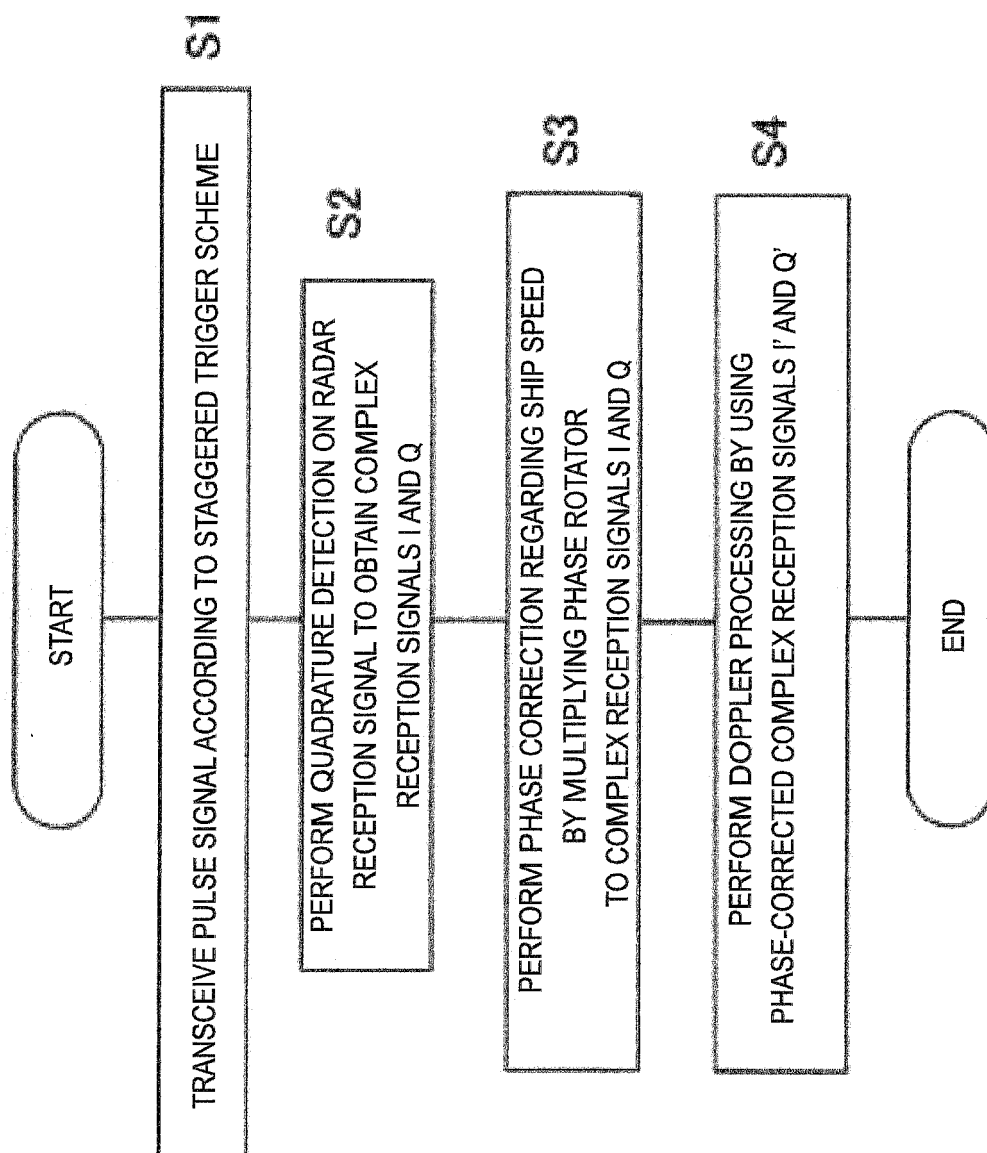 START
TRANSCEIVE PULSE SIGNAL ACCORDING TO STAGGERED TRIGGER SCHEME
S1
PERFORM QUADRATURE DETECTION ON RADAR
RECEPTION SIGNAL TO OBTAIN COMPLEX
RECEPTION SIGNALS I AND Q
S2
PERFORM PHASE CORRECTION REGARDING SHIP SPEED
BY MULTIPLYING PHASE ROTATOR
TO COMPLEX RECEPTION SIGNALS I AND Q
S3
PERFORM DOPPLER PROCESSING BY USING
PHASE-CORRECTED COMPLEX RECEPTION SIGNALS I' AND Q'
S4
END